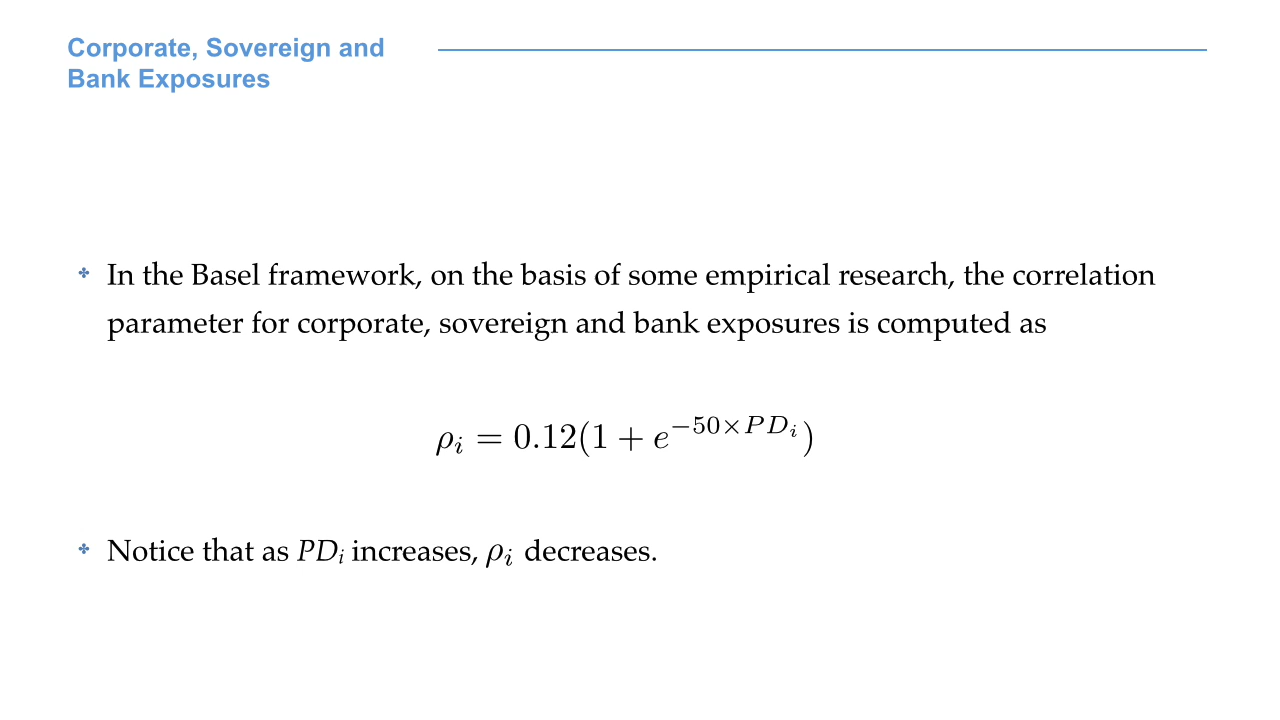 Corporate, Sovereign and
Bank Exposures
✤ In the Basel framework, on the basis of some empirical research, the correlation
parameter for corporate, sovereign and bank exposures is computed as
ρ_i = 0.12(1 + e^{−50×PD_i})
✤ Notice that as PD_i increases, ρ_i decreases.